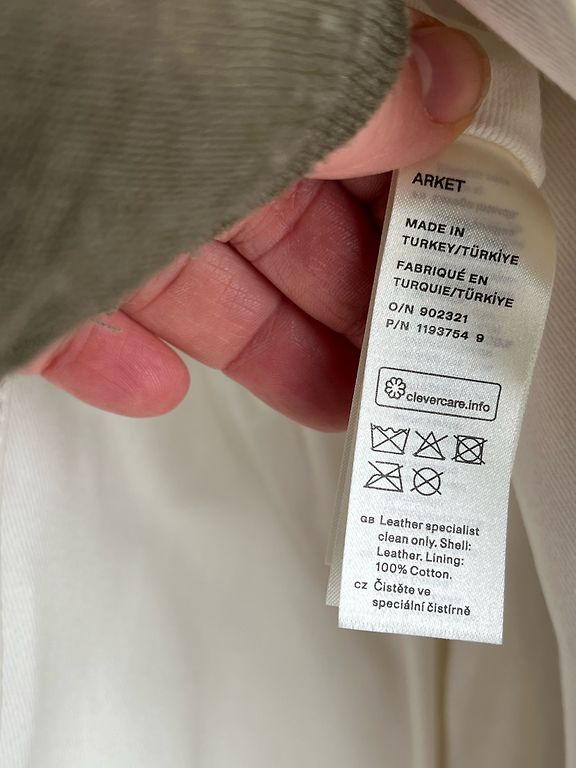 ARKET
MADE IN
TURKEY/TÜRKİYE
FABRIQUÉ EN
TURQUIE/TÜRKİYE
O/N 902321
P/N 1193754 9
clevercare.info
GB Leather specialist
clean only. Shell:
Leather. Lining:
100% Cotton.
CZ Čistěte ve
speciální čistírně